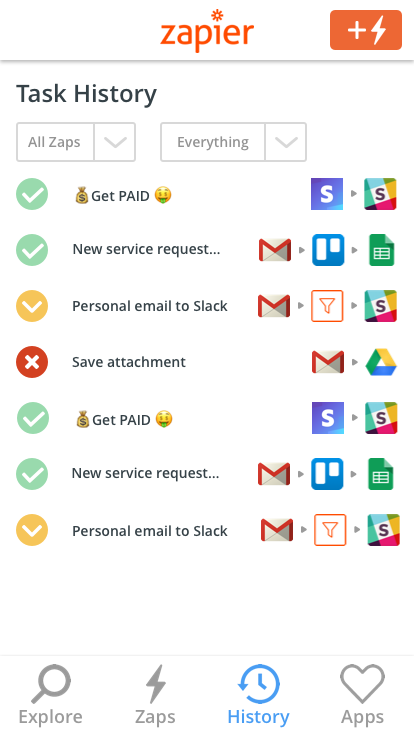 zapier
Task History
All Zaps
Everything
💰Get PAID 🤑
New service request...
Personal email to Slack
Save attachment
💰Get PAID 🤑
New service request...
Personal email to Slack
Explore
Zaps
History
Apps